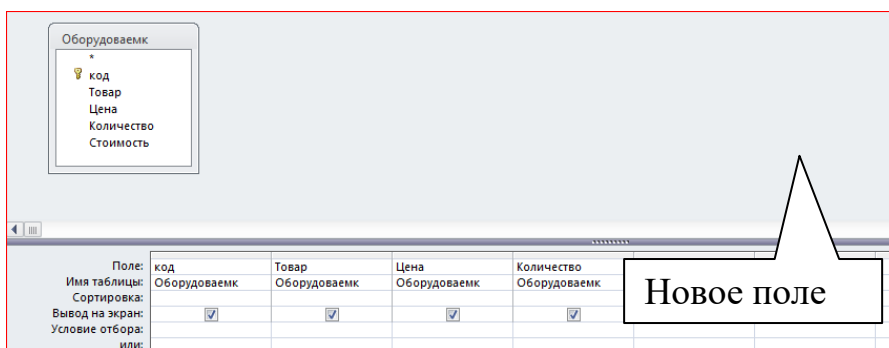 Оборудоваемк
*
код
Товар
Цена
Количество
Стоимость
Поле: код Товар Цена Количество
Имя таблицы: Оборудоваемк Оборудоваемк Оборудоваемк Оборудоваемк
Сортировка:
Вывод на экран:
Условие отбора:
или:
Новое поле